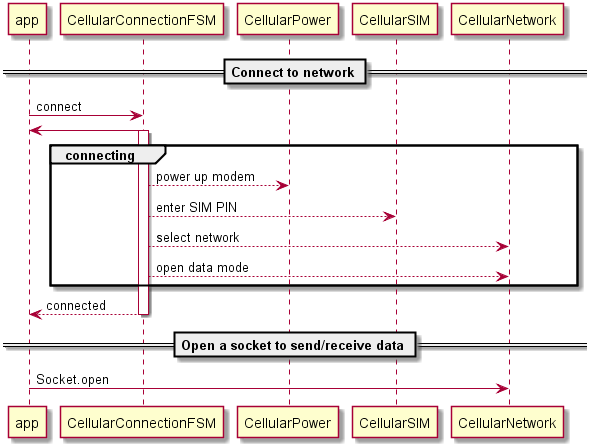 app CellularConnectionFSM CellularPower CellularSIM CellularNetwork
Connect to network
connect
connecting
power up modem
enter SIM PIN
select network
open data mode
connected
Open a socket to send/receive data
Socket.open
app CellularConnectionFSM CellularPower CellularSIM CellularNetwork